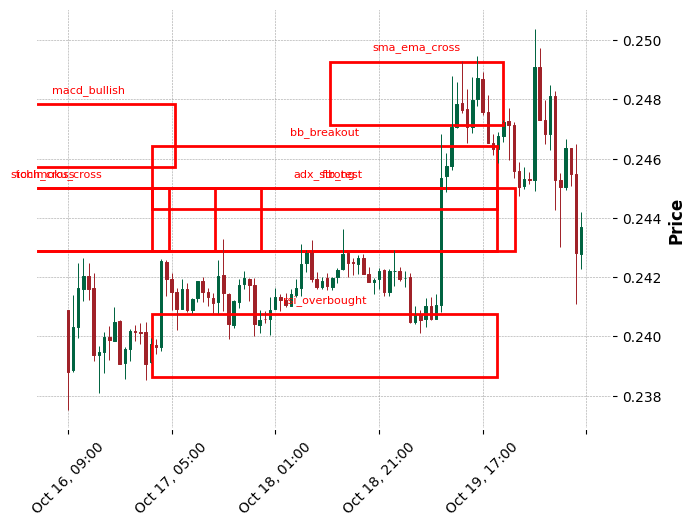 sma_ema_cross
0.250
macd_bullish
0.248
bb_breakout
0.246
adx_strong
0.244
0.242
rsi_overbought
0.240
0.238
Price
Oct 16, 09:00
Oct 17, 05:00
Oct 18, 01:00
Oct 18, 21:00
Oct 19, 17:00